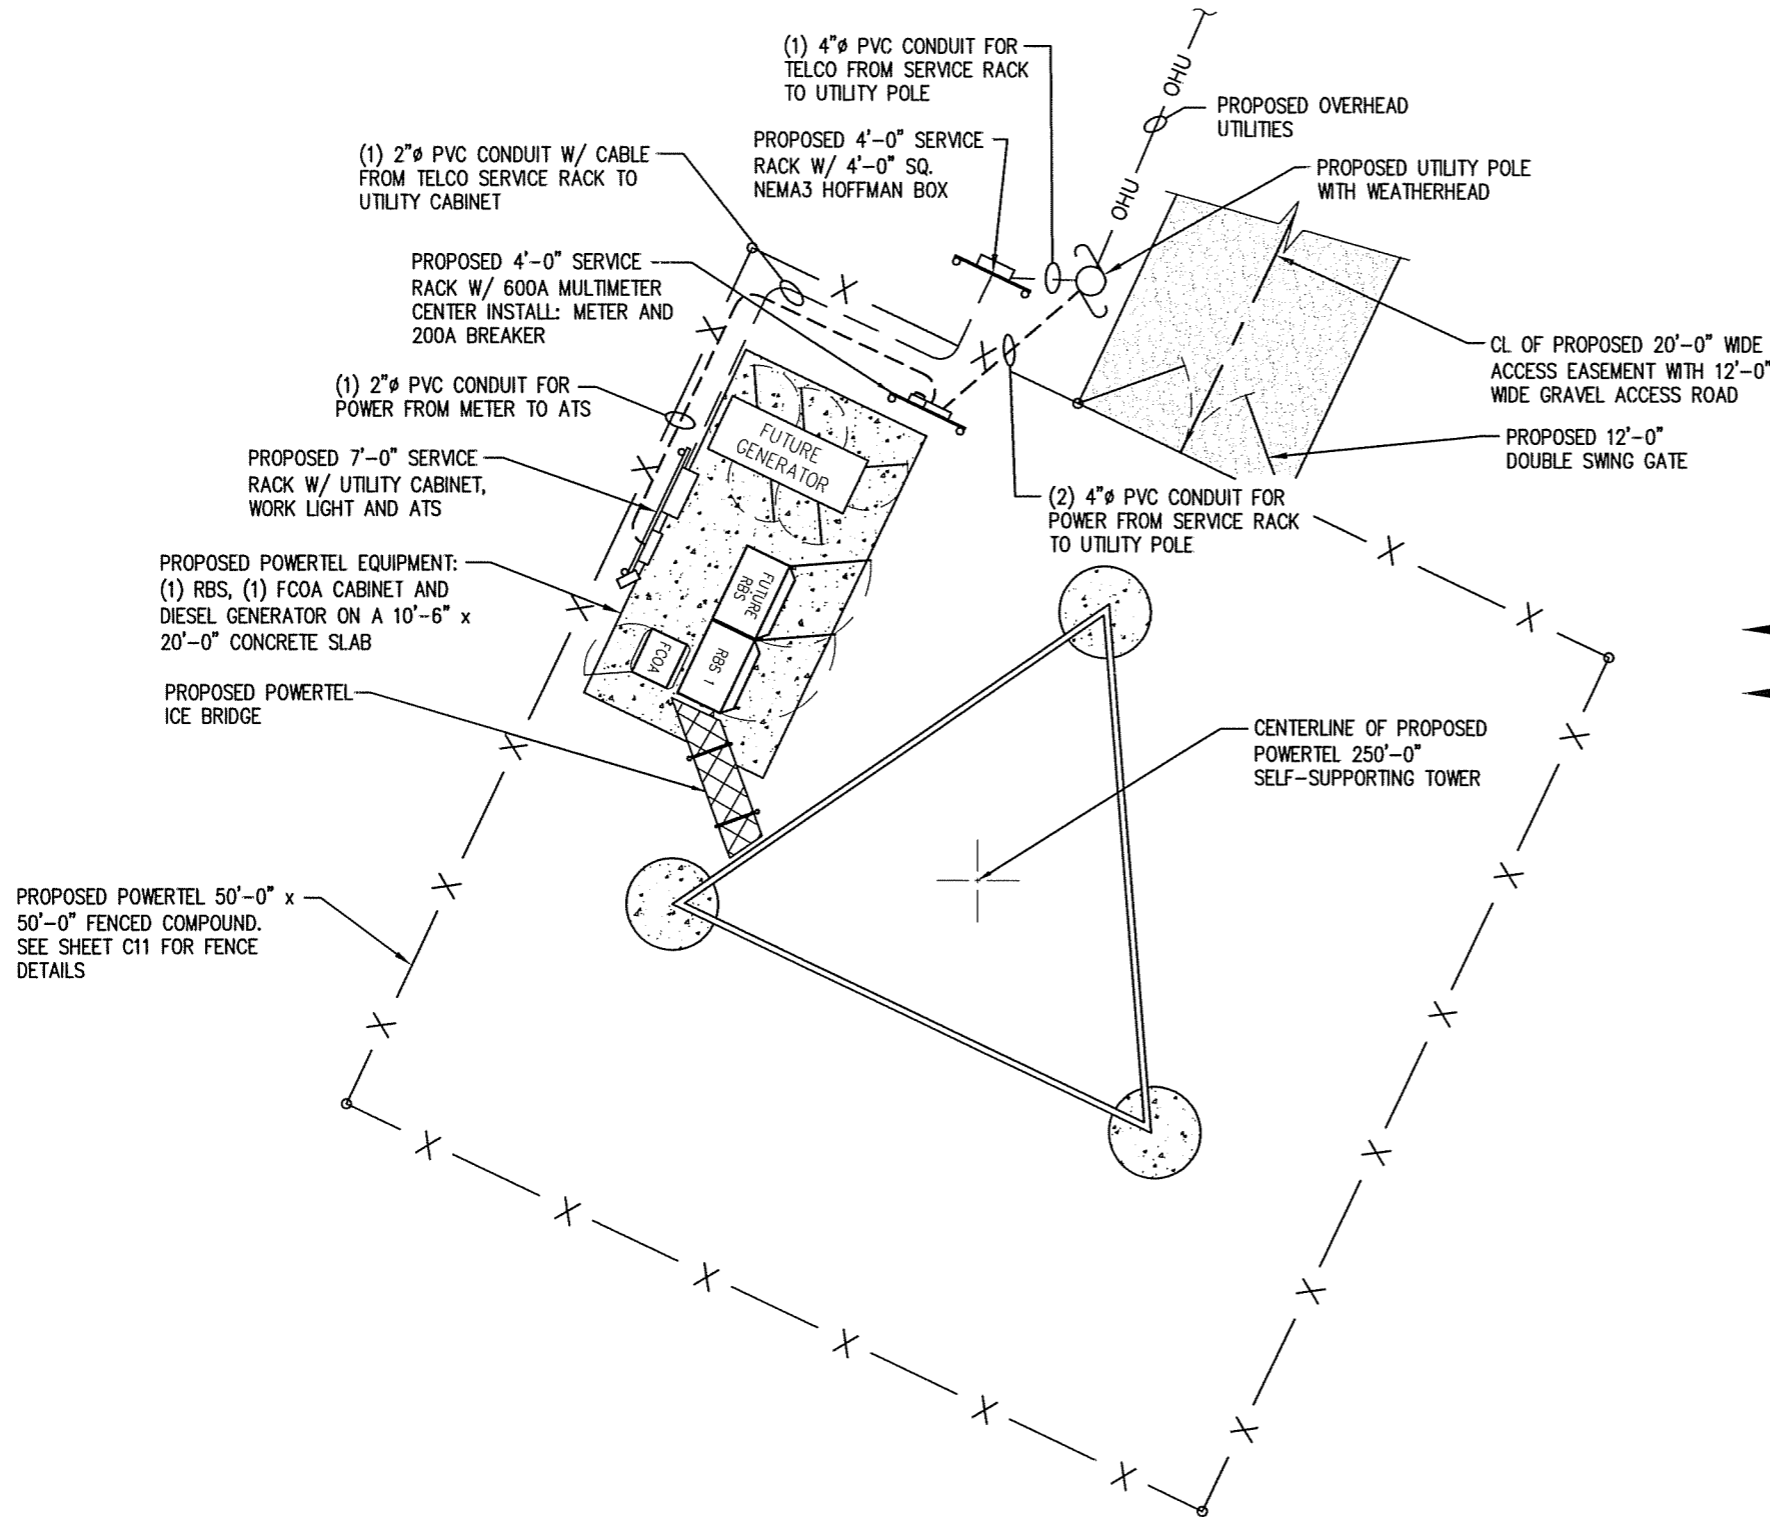 (1) 4"ø PVC CONDUIT FOR
TELCO FROM SERVICE RACK
TO UTILITY POLE
OHU
PROPOSED OVERHEAD
UTILITIES
PROPOSED 4'-0" SERVICE
RACK W/ 4'-0" SQ.
NEMA3 HOFFMAN BOX
(1) 2"ø PVC CONDUIT W/ CABLE
FROM TELCO SERVICE RACK TO
UTILITY CABINET
PROPOSED UTILITY POLE
WITH WEATHERHEAD
OHU
PROPOSED 4'-0" SERVICE
RACK W/ 600A MULTIMETER
CENTER INSTALL: METER AND
200A BREAKER
CL OF PROPOSED 20'-0" WIDE
ACCESS EASEMENT WITH 12'-0"
WIDE GRAVEL ACCESS ROAD
(1) 2"ø PVC CONDUIT FOR
POWER FROM METER TO ATS
PROPOSED 12'-0"
DOUBLE SWING GATE
FUTURE
GENERATOR
PROPOSED 7'-0" SERVICE
RACK W/ UTILITY CABINET,
WORK LIGHT AND ATS
(2) 4"ø PVC CONDUIT FOR
POWER FROM SERVICE RACK
TO UTILITY POLE
PROPOSED POWERTEL EQUIPMENT:
(1) RBS, (1) FCOA CABINET AND
DIESEL GENERATOR ON A 10'-6" x
20'-0" CONCRETE SLAB
FUTURE
RBS
FCOA
RBS 1
PROPOSED POWERTEL
ICE BRIDGE
CENTERLINE OF PROPOSED
POWERTEL 250'-0"
SELF-SUPPORTING TOWER
PROPOSED POWERTEL 50'-0" x
50'-0" FENCED COMPOUND.
SEE SHEET C11 FOR FENCE
DETAILS